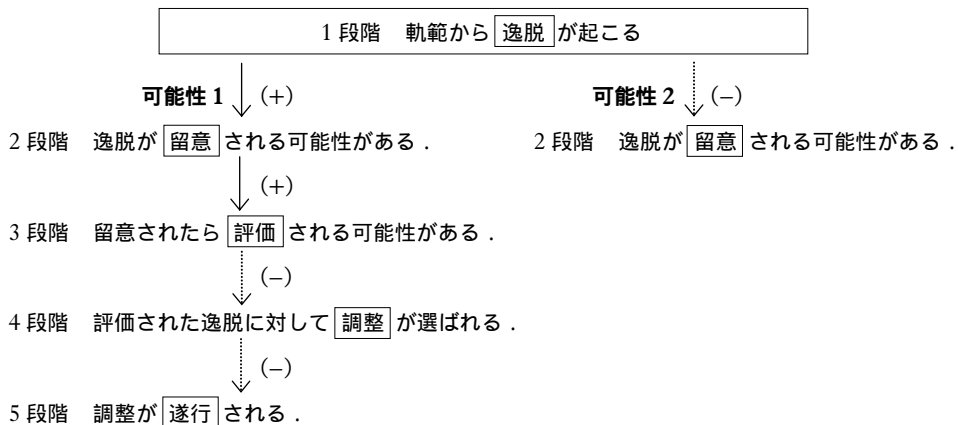 1 段階 軌範から 逸脱 が起こる
可能性 1 (+) 可能性 2 (–)
2 段階 逸脱が 留意 される可能性がある . 2 段階 逸脱が 留意 される可能性がある .
(+)
3 段階 留意されたら 評価 される可能性がある .
(–)
4 段階 評価された逸脱に対して 調整 が選ばれる .
(–)
5 段階 調整が 遂行 される .